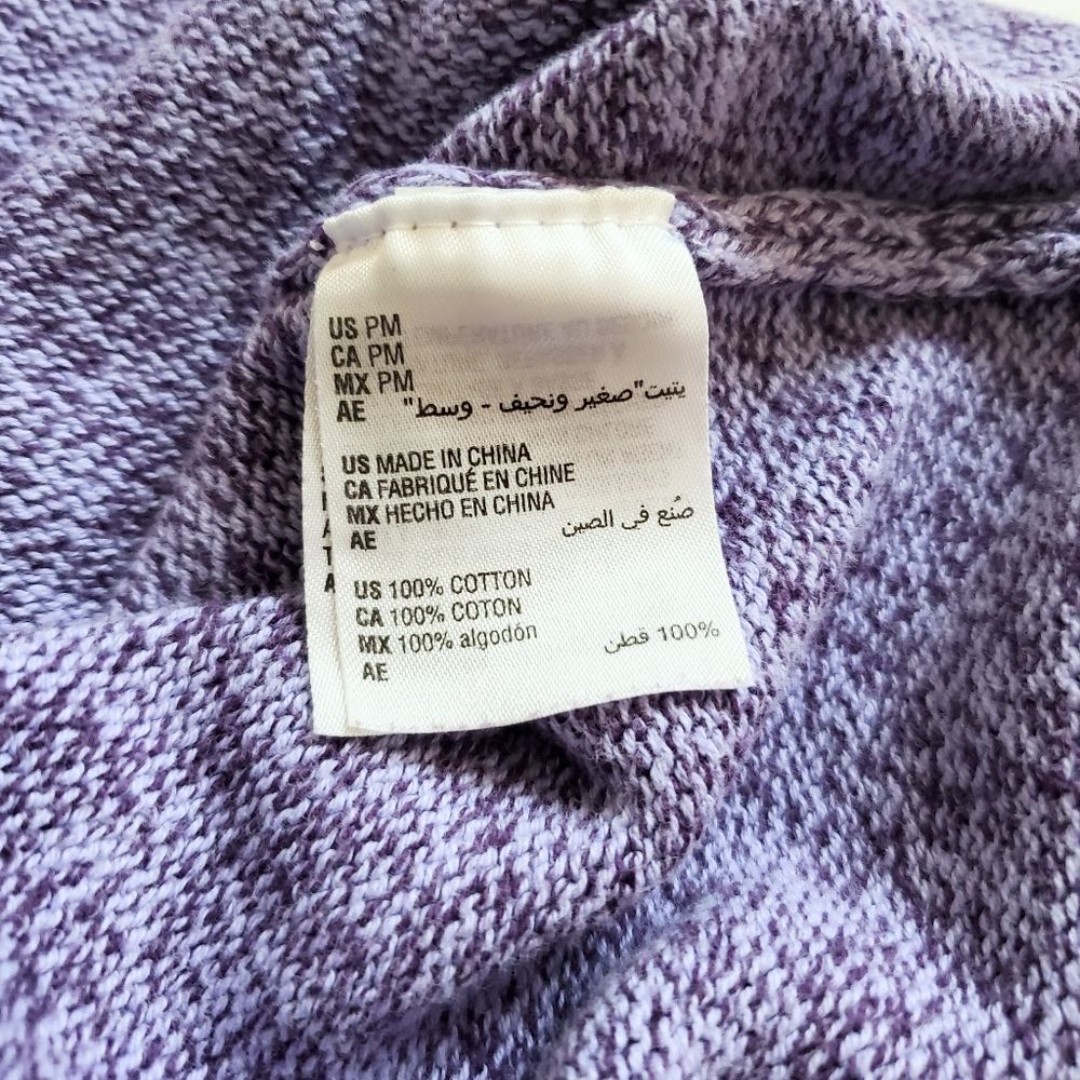 US PM
CA PM
MX PM
AE يتيت"صغير ونحيف - وسط"
US MADE IN CHINA
CA FABRIQUÉ EN CHINE
MX HECHO EN CHINA
AE صُنع في الصين
US 100% COTTON
CA 100% COTON
MX 100% algodón
AE 100% قطن